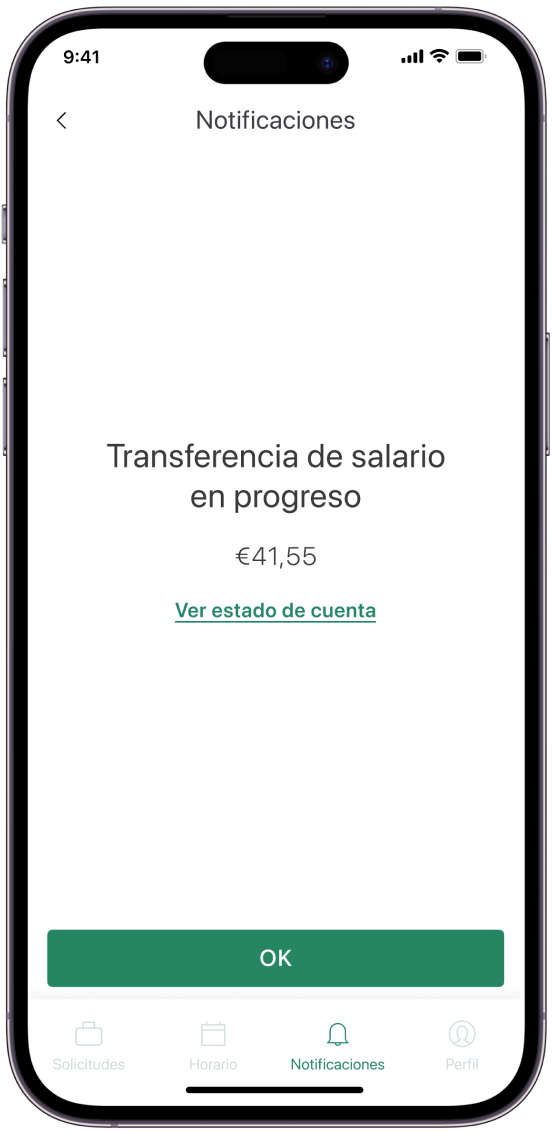 9:41
Notificaciones
Transferencia de salario
en progreso
€41,55
Ver estado de cuenta
OK
Solicitudes
Horario
Notificaciones
Perfil